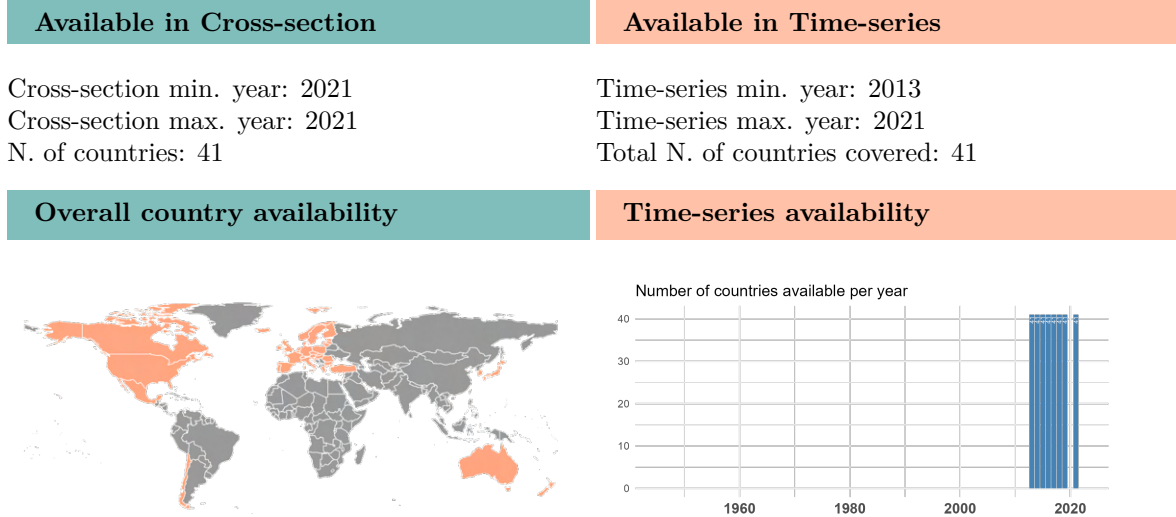 Available in Cross-section
Available in Time-series
Cross-section min. year: 2021
Cross-section max. year: 2021
N. of countries: 41
Time-series min. year: 2013
Time-series max. year: 2021
Total N. of countries covered: 41
Overall country availability
Time-series availability
Number of countries available per year
40
30
20
10
0
1960
1980
2000
2020